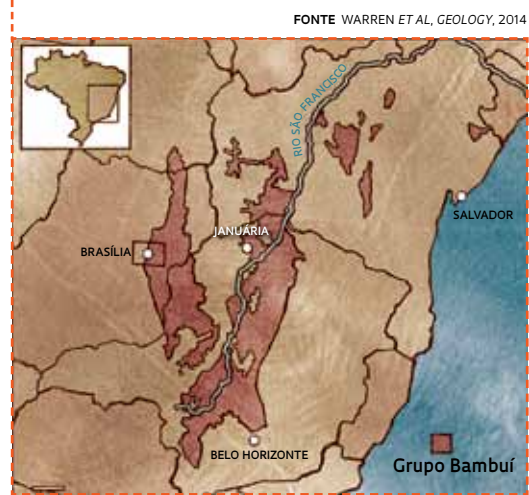 FONTE WARREN ET AL, GEOLOGY, 2014
RIO SÃO FRANCISCO
SALVADOR
JANUÁRIA
BRASÍLIA
BELO HORIZONTE
Grupo Bambuí